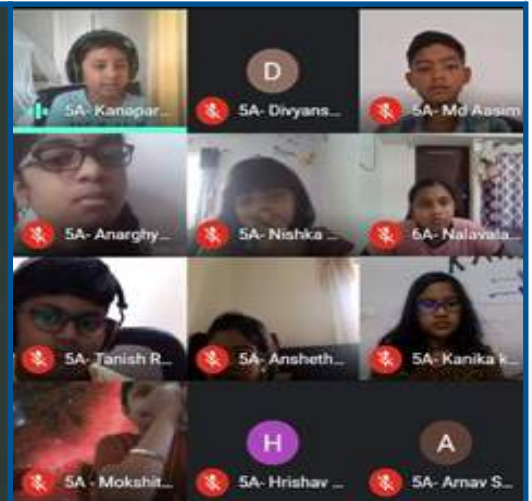 D
5A- Kanapar...
5A- Divyans...
5A- Md Aasim
5A- Anarghy...
5A- Nishka ...
6A- Nalavala...
5A- Tanish R...
5A- Ansheth...
5A- Kanika k...
H
A
5A - Mokshit...
5A- Hrishav ...
5A- Arnav S...